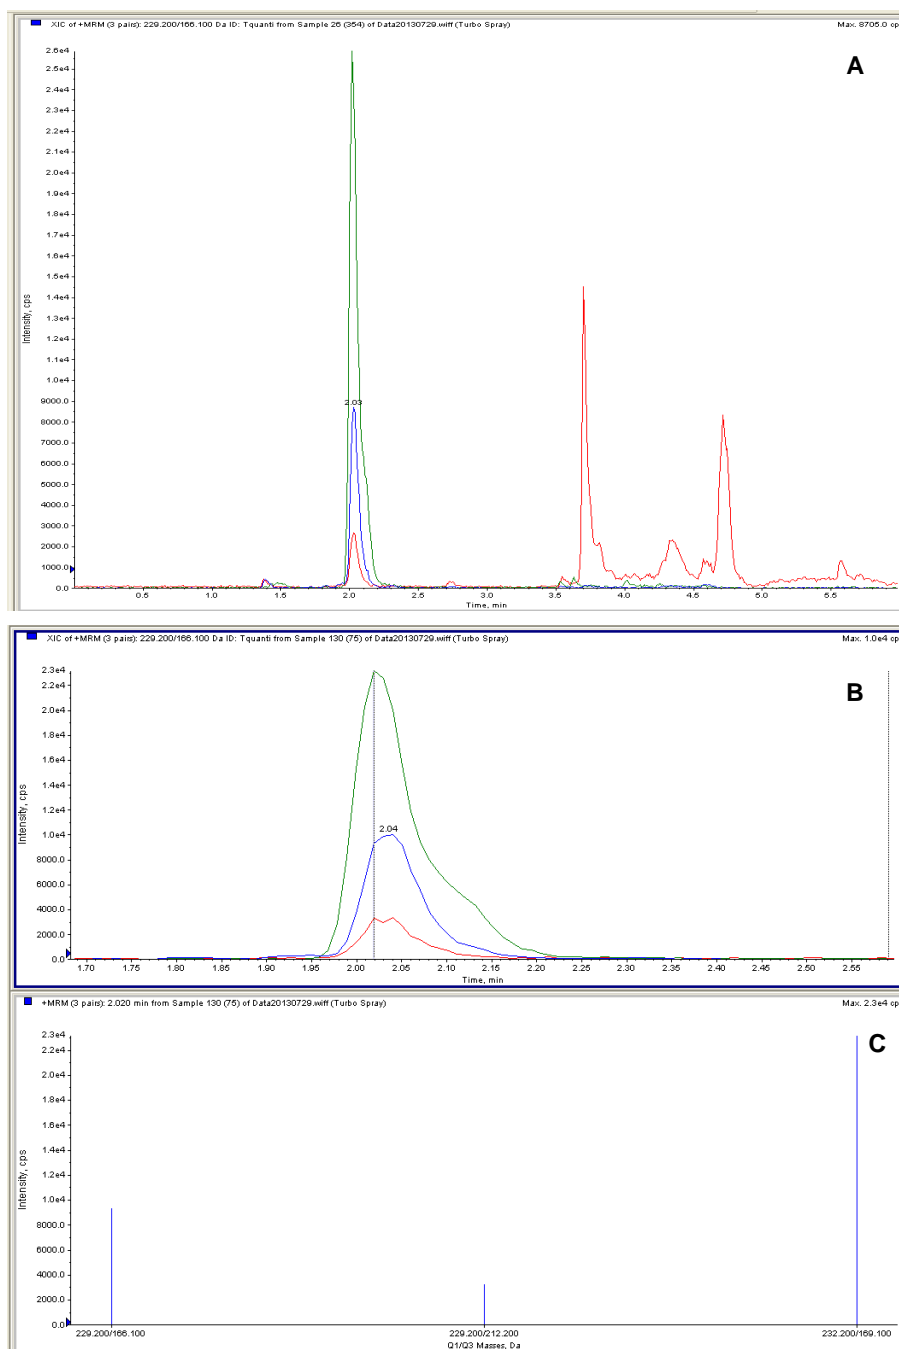 XIC of +MRM (3 pairs): 229.200/166.100 Da ID: Tquanti from Sample 26 (354) of Data20130729.wiff (Turbo Spray) Max. 8705.0 cp
A
2.6e4
2.5e4
2.4e4
2.3e4
2.2e4
2.1e4
2.0e4
1.9e4
1.8e4
1.7e4
1.6e4
1.5e4
1.4e4
1.3e4
1.2e4
1.1e4
1.0e4
9000.0
8000.0
7000.0
6000.0
5000.0
4000.0
3000.0
2000.0
1000.0
0.0
Intensity, cps
2.03
0.5 1.0 1.5 2.0 2.5 3.0 3.5 4.0 4.5 5.0 5.5
Time, min
XIC of +MRM (3 pairs): 229.200/166.100 Da ID: Tquanti from Sample 130 (75) of Data20130729.wiff (Turbo Spray) Max. 1.0e4 cp
B
2.3e4
2.2e4
2.0e4
1.8e4
1.6e4
1.4e4
1.2e4
1.0e4
8000.0
6000.0
4000.0
2000.0
0.0
Intensity, cps
2.04
1.70 1.75 1.80 1.85 1.90 1.95 2.00 2.05 2.10 2.15 2.20 2.25 2.30 2.35 2.40 2.45 2.50 2.55
Time, min
+MRM (3 pairs): 2.020 min from Sample 130 (75) of Data20130729.wiff (Turbo Spray) Max. 2.3e4 cp
C
2.3e4
2.2e4
2.0e4
1.8e4
1.6e4
1.4e4
1.2e4
1.0e4
8000.0
6000.0
4000.0
2000.0
0.0
Intensity, cps
229.200/166.100 229.200/212.200 232.200/169.100
Q1/Q3 Masses, Da